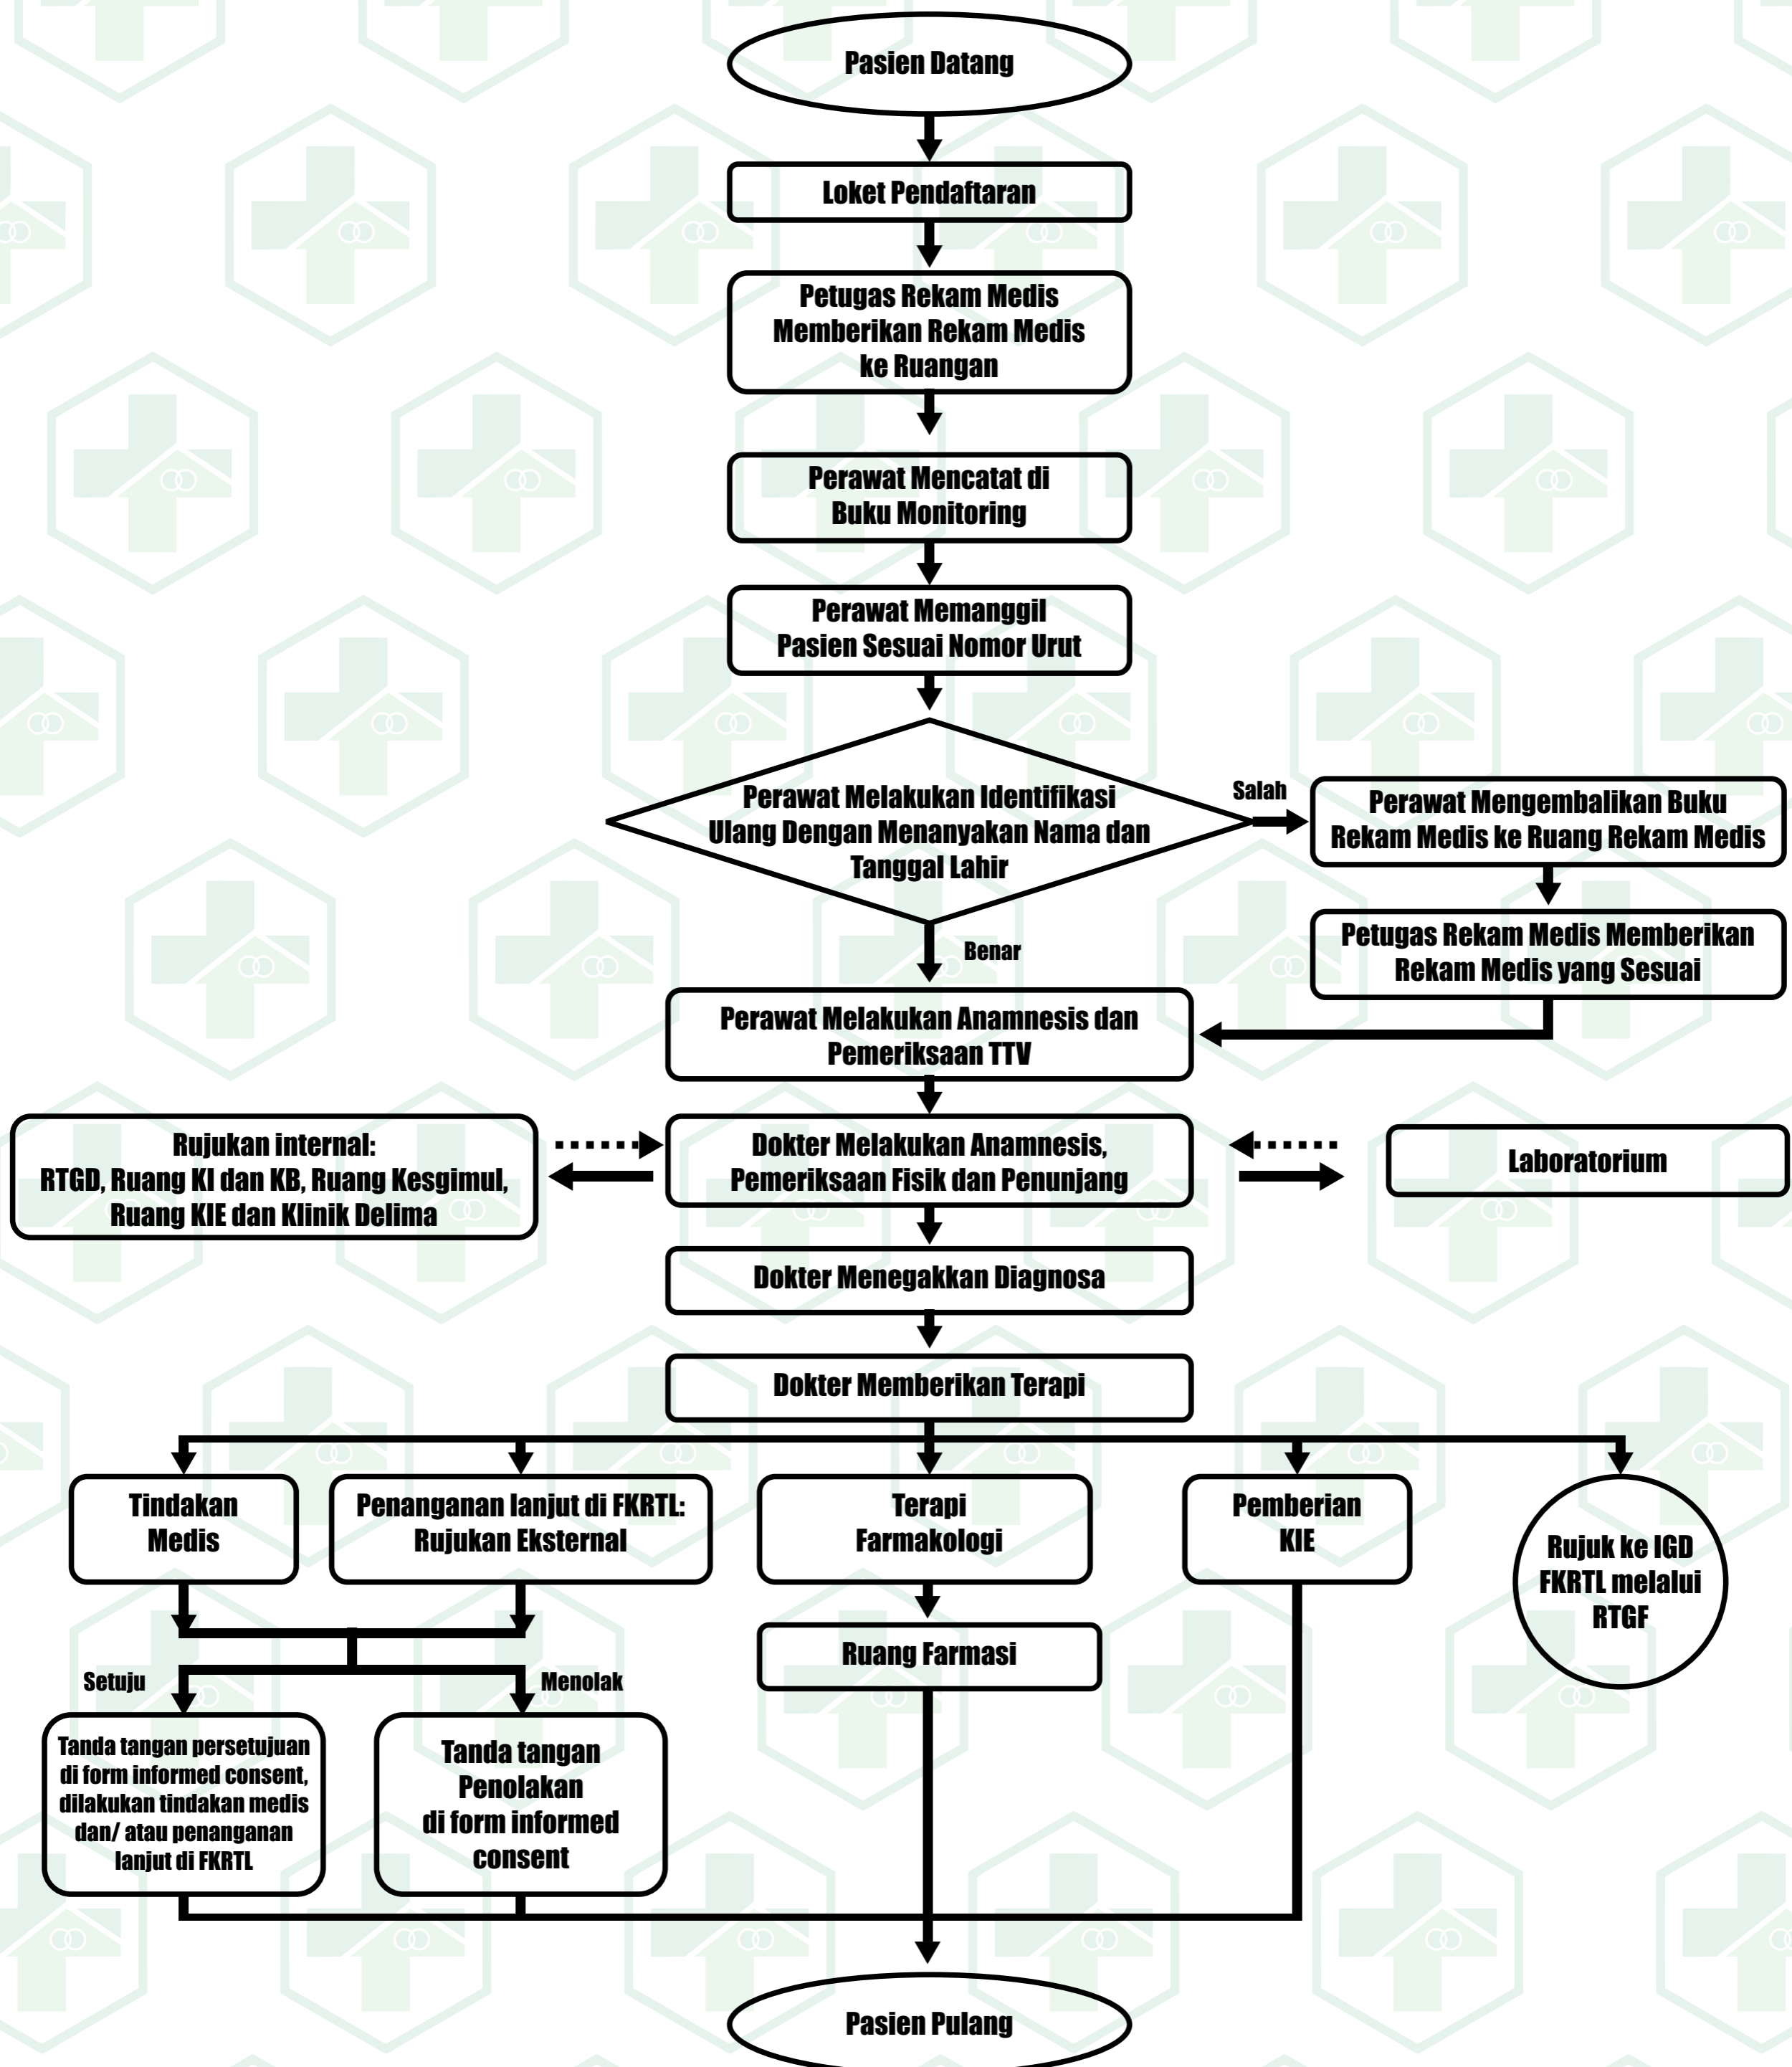 Pasien Datang
Loket Pendaftaran
Petugas Rekam Medis
Memberikan Rekam Medis
ke Ruangan
Perawat Mencatat di
Buku Monitoring
Perawat Memanggil
Pasien Sesuai Nomor Urut
Perawat Melakukan Identifikasi
Ulang Dengan Menanyakan Nama dan
Tanggal Lahir
Salah
Perawat Mengembalikan Buku
Rekam Medis ke Ruang Rekam Medis
Petugas Rekam Medis Memberikan
Rekam Medis yang Sesuai
Benar
Perawat Melakukan Anamnesis dan
Pemeriksaan TTV
Rujukan internal:
RTGD, Ruang KI dan KB, Ruang Kesgimul,
Ruang KIE dan Klinik Delima
Dokter Melakukan Anamnesis,
Pemeriksaan Fisik dan Penunjang
Laboratorium
Dokter Menegakkan Diagnosa
Dokter Memberikan Terapi
Tindakan
Medis
Penanganan lanjut di FKRTL:
Rujukan Eksternal
Terapi
Farmakologi
Pemberian
KIE
Rujuk ke IGD
FKRTL melalui
RTGF
Ruang Farmasi
Setuju
Menolak
Tanda tangan persetujuan
di form informed consent,
dilakukan tindakan medis
dan/ atau penanganan
lanjut di FKRTL
Tanda tangan
Penolakan
di form informed
consent
Pasien Pulang